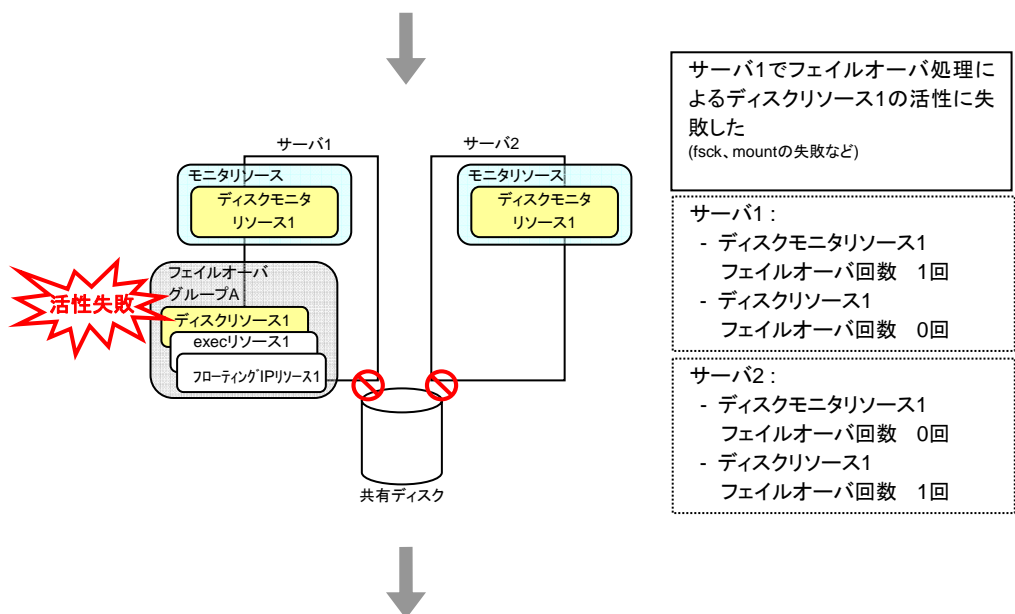 サーバ1でフェイルオーバ処理に
よるディスクリソース1の活性に失
敗した
(fsck、mountの失敗など)
サーバ1
サーバ2
モニタリソース
ディスクモニタ
リソース1
モニタリソース
ディスクモニタ
リソース1
フェイルオーバ
グループA
活性失敗
ディスクリソース1
execリソース1
フローティングIPリソース1
共有ディスク
サーバ1 :
- ディスクモニタリソース1
フェイルオーバ回数 1回
- ディスクリソース1
フェイルオーバ回数 0回
サーバ2 :
- ディスクモニタリソース1
フェイルオーバ回数 0回
- ディスクリソース1
フェイルオーバ回数 1回